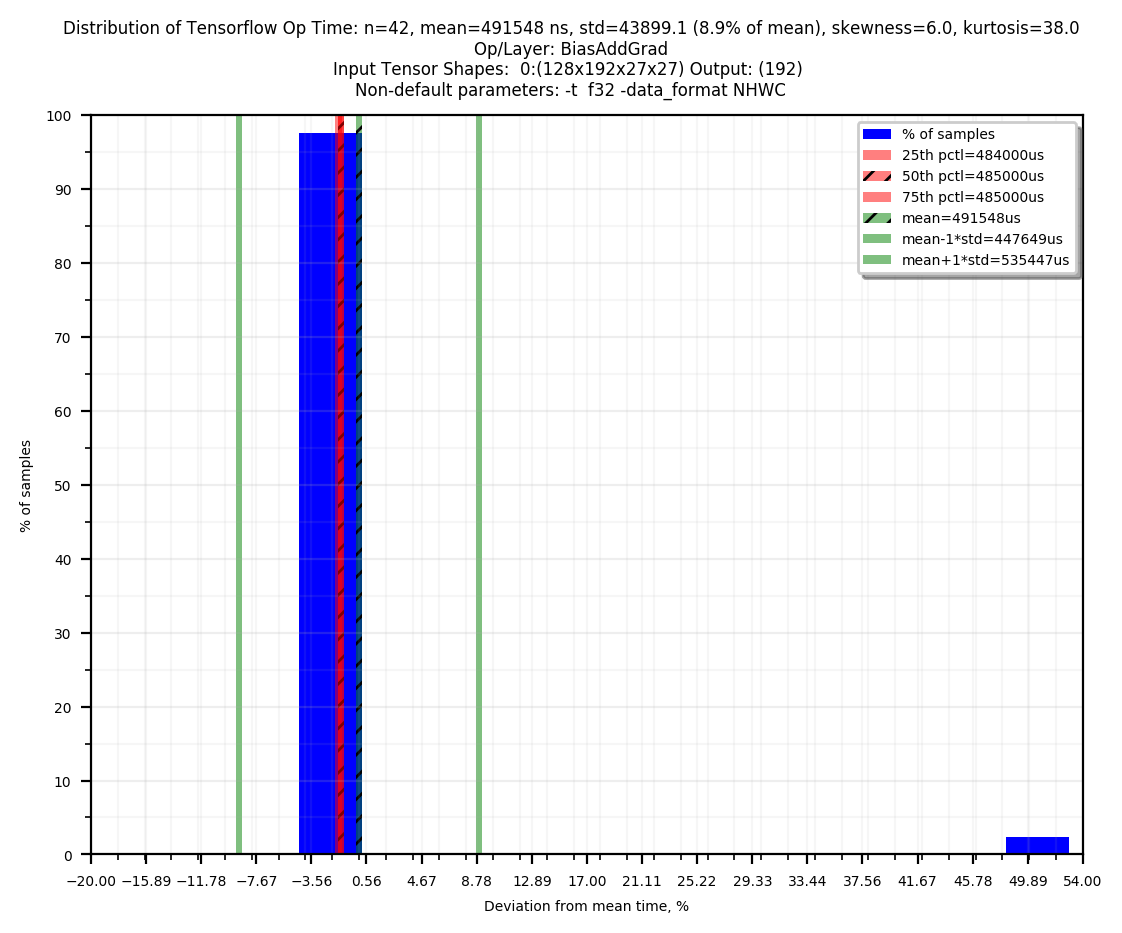 Distribution of Tensorflow Op Time: n=42, mean=491548 ns, std=43899.1 (8.9% of mean), skewness=6.0, kurtosis=38.0
Op/Layer: BiasAddGrad
Input Tensor Shapes:  0:(128x192x27x27) Output: (192)
Non-default parameters: -t  f32 -data_format NHWC
% of samples
100
90
80
70
60
50
40
30
20
10
0
% of samples
25th pctl=484000us
50th pctl=485000us
75th pctl=485000us
mean=491548us
mean-1*std=447649us
mean+1*std=535447us
−20.00 −15.89 −11.78 −7.67 −3.56 0.56 4.67 8.78 12.89 17.00 21.11 25.22 29.33 33.44 37.56 41.67 45.78 49.89 54.00
Deviation from mean time, %